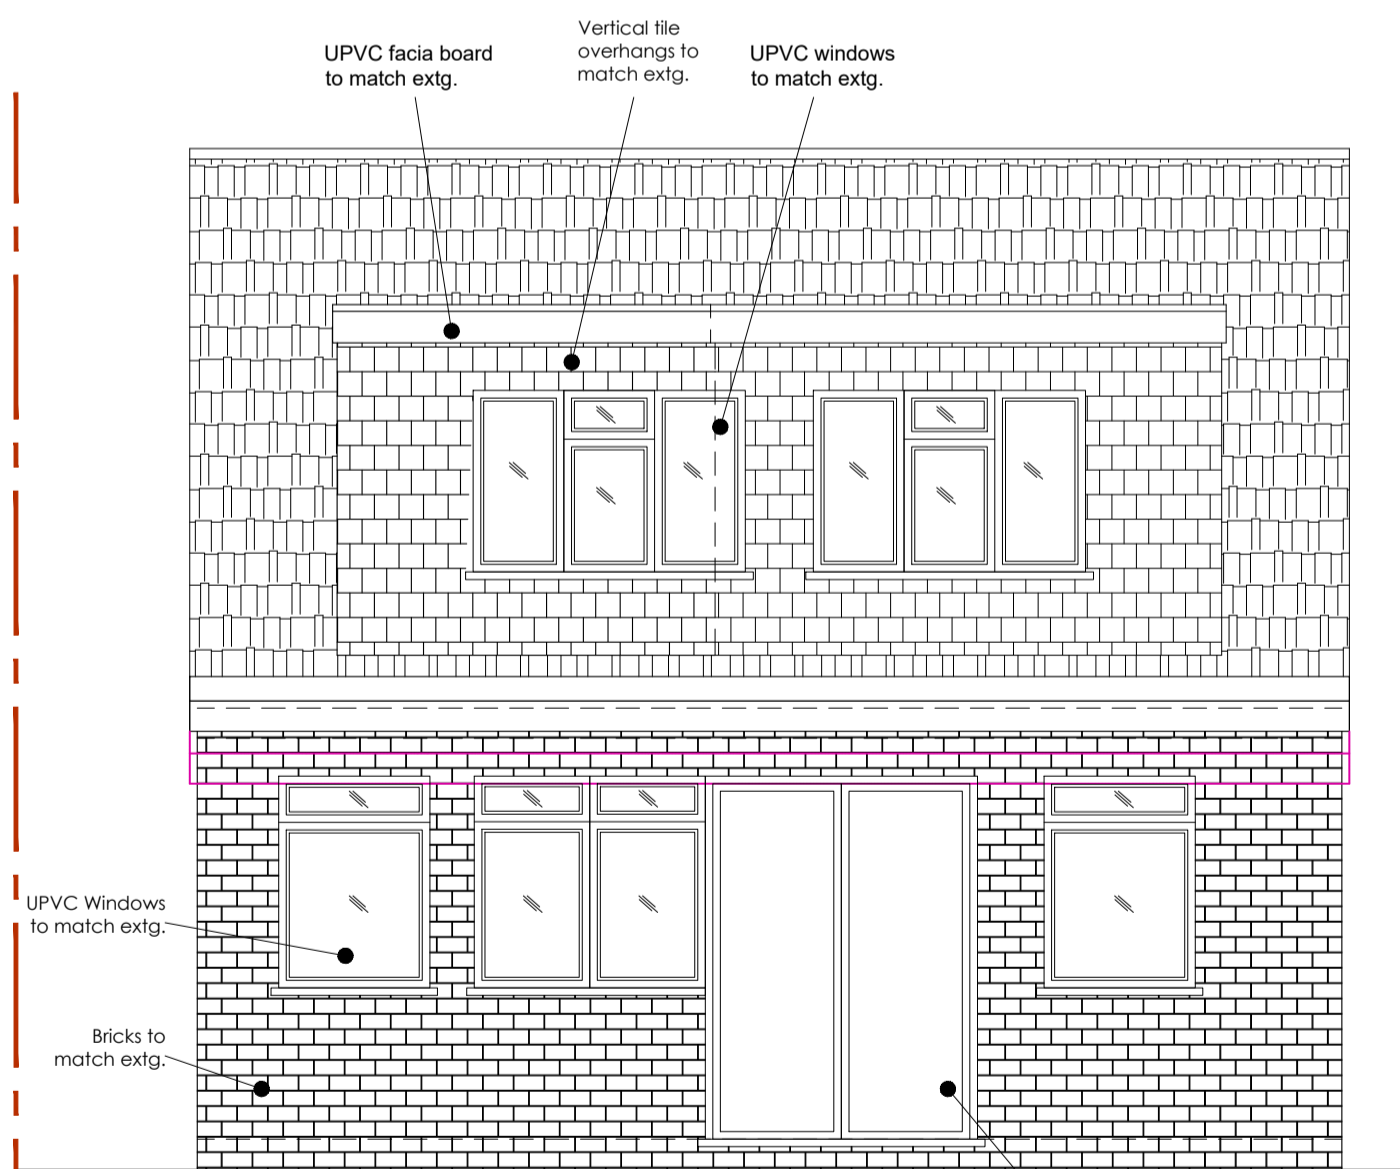 Vertical tile
overhangs to
match extg.
UPVC facia board
to match extg.
UPVC windows
to match extg.
UPVC Windows
to match extg.
Bricks to
match extg.